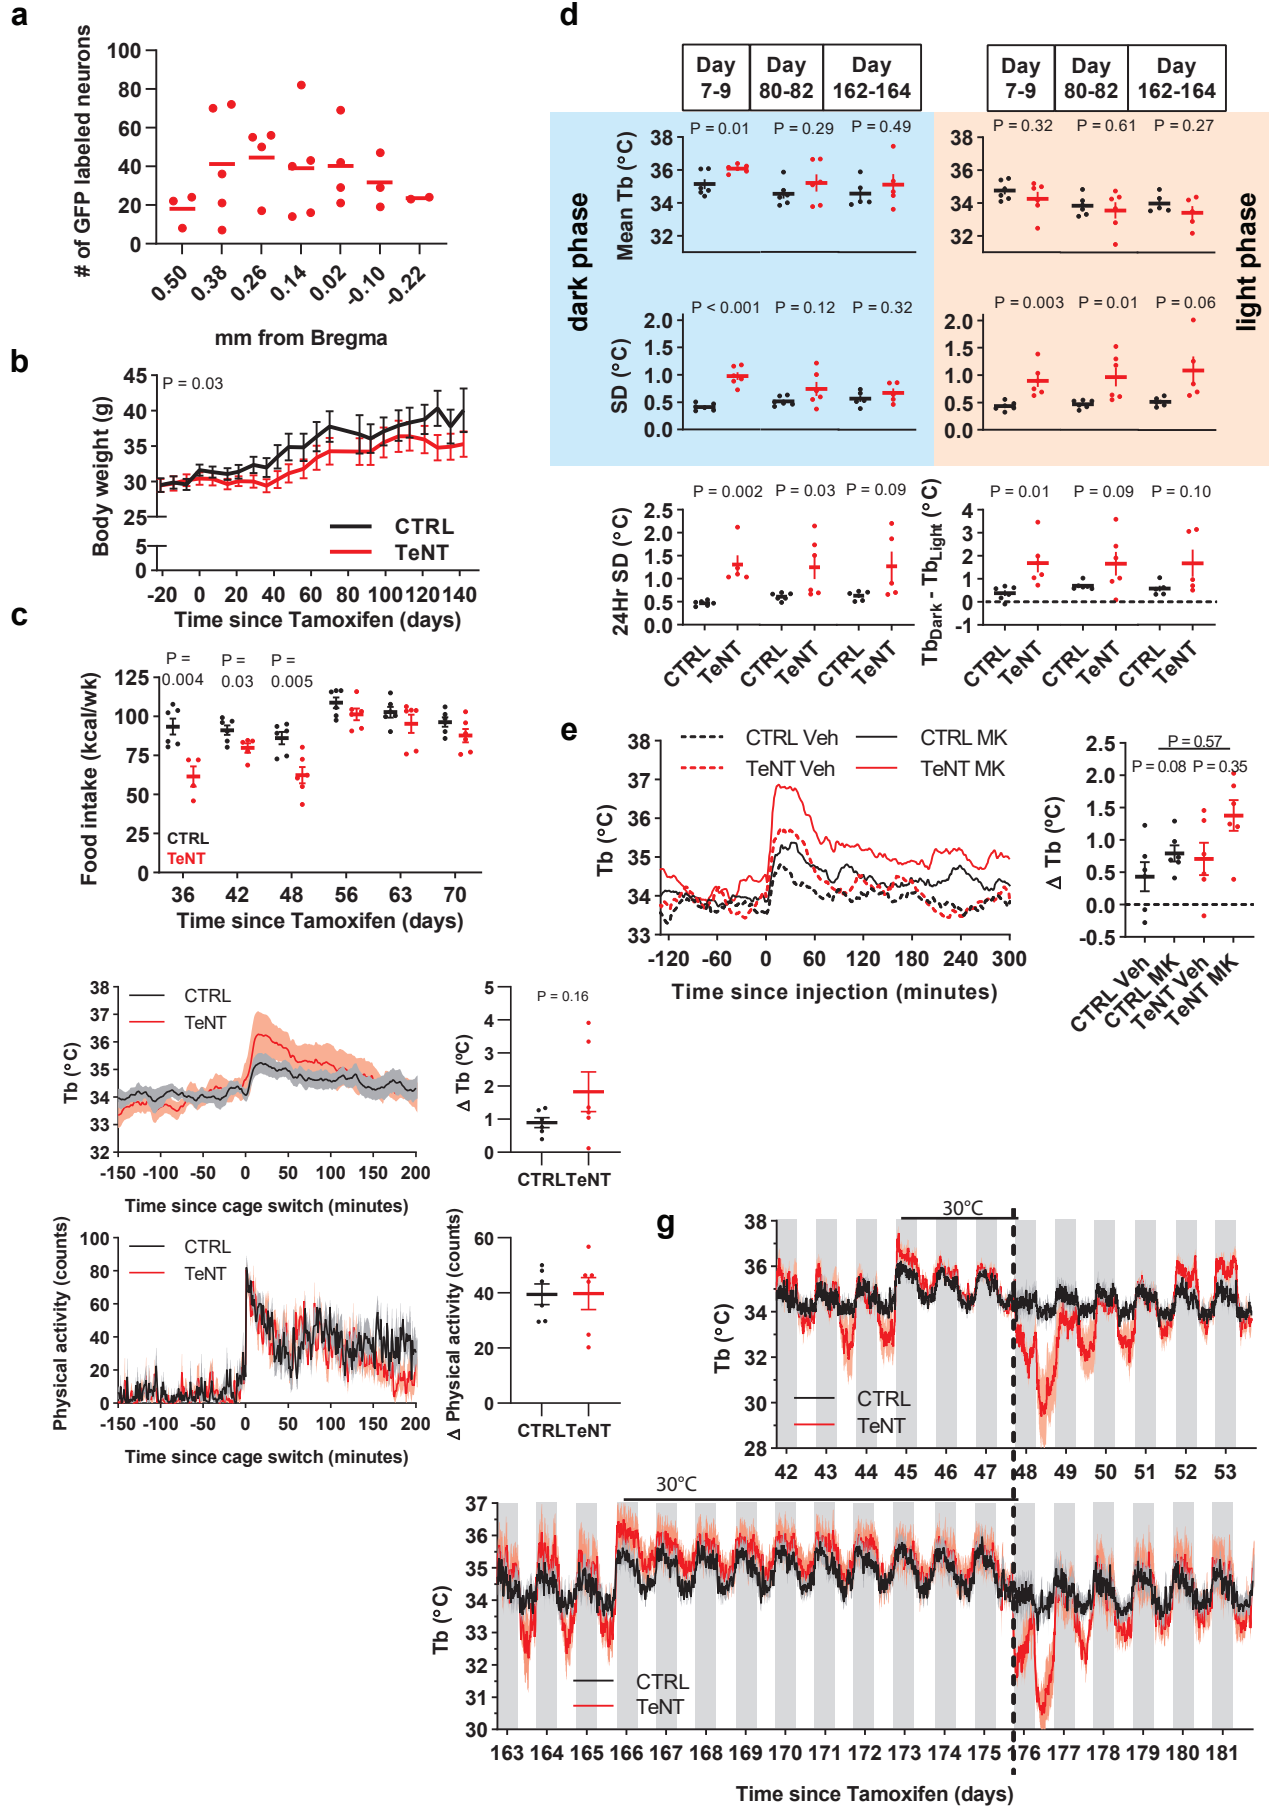 a
# of GFP labeled neurons
100
80
60
40
20
0
0.50
0.38
0.26
0.14
0.02
-0.10
-0.22
mm from Bregma
b
P = 0.03
Body weight (g)
45
40
35
30
25
5
0
CTRL
TeNT
-20 0 20 40 60 80 100 120 140
Time since Tamoxifen (days)
c
P =
0.004
P =
0.03
P =
0.005
Food intake (kcal/wk)
125
100
75
50
25
0
CTRL
TeNT
36 42 48 56 63 70
Time since Tamoxifen (days)
d
Day
7-9
Day
80-82
Day
162-164
Day
7-9
Day
80-82
Day
162-164
dark phase
light phase
Mean Tb (°C)
38
36
34
32
P = 0.01 P = 0.29 P = 0.49
38
36
34
32
P = 0.32 P = 0.61 P = 0.27
SD (°C)
2.0
1.5
1.0
0.5
0.0
P < 0.001 P = 0.12 P = 0.32
2.0
1.5
1.0
0.5
0.0
P = 0.003 P = 0.01 P = 0.06
24Hr SD (°C)
2.5
2.0
1.5
1.0
0.5
0.0
P = 0.002 P = 0.03 P = 0.09
CTRL TeNT CTRL TeNT CTRL TeNT
TbDark - TbLight (°C)
4
3
2
1
0
-1
P = 0.01 P = 0.09 P = 0.10
CTRL TeNT CTRL TeNT CTRL TeNT
e
CTRL Veh CTRL MK
TeNT Veh TeNT MK
Tb (°C)
38
37
36
35
34
33
-120 -60 0 60 120 180 240 300
Time since injection (minutes)
Δ Tb (ºC)
2.5
2.0
1.5
1.0
0.5
0.0
-0.5
P = 0.57
P = 0.08 P = 0.35
CTRL Veh
CTRL MK
TeNT Veh
TeNT MK
Tb (°C)
38
37
36
35
34
33
32
CTRL
TeNT
-150 -100 -50 0 50 100 150 200
Time since cage switch (minutes)
Δ Tb (ºC)
5
4
3
2
1
0
P = 0.16
CTRL TeNT
Physical activity (counts)
100
80
60
40
20
0
CTRL
TeNT
-150 -100 -50 0 50 100 150 200
Time since cage switch (minutes)
Δ Physical activity (counts)
60
40
20
0
CTRL TeNT
g
30°C
Tb (°C)
38
36
34
32
30
28
CTRL
TeNT
42 43 44 45 46 47 48 49 50 51 52 53
30°C
Tb (°C)
37
36
35
34
33
32
31
30
CTRL
TeNT
163 164 165 166 167 168 169 170 171 172 173 174 175 176 177 178 179 180 181
Time since Tamoxifen (days)